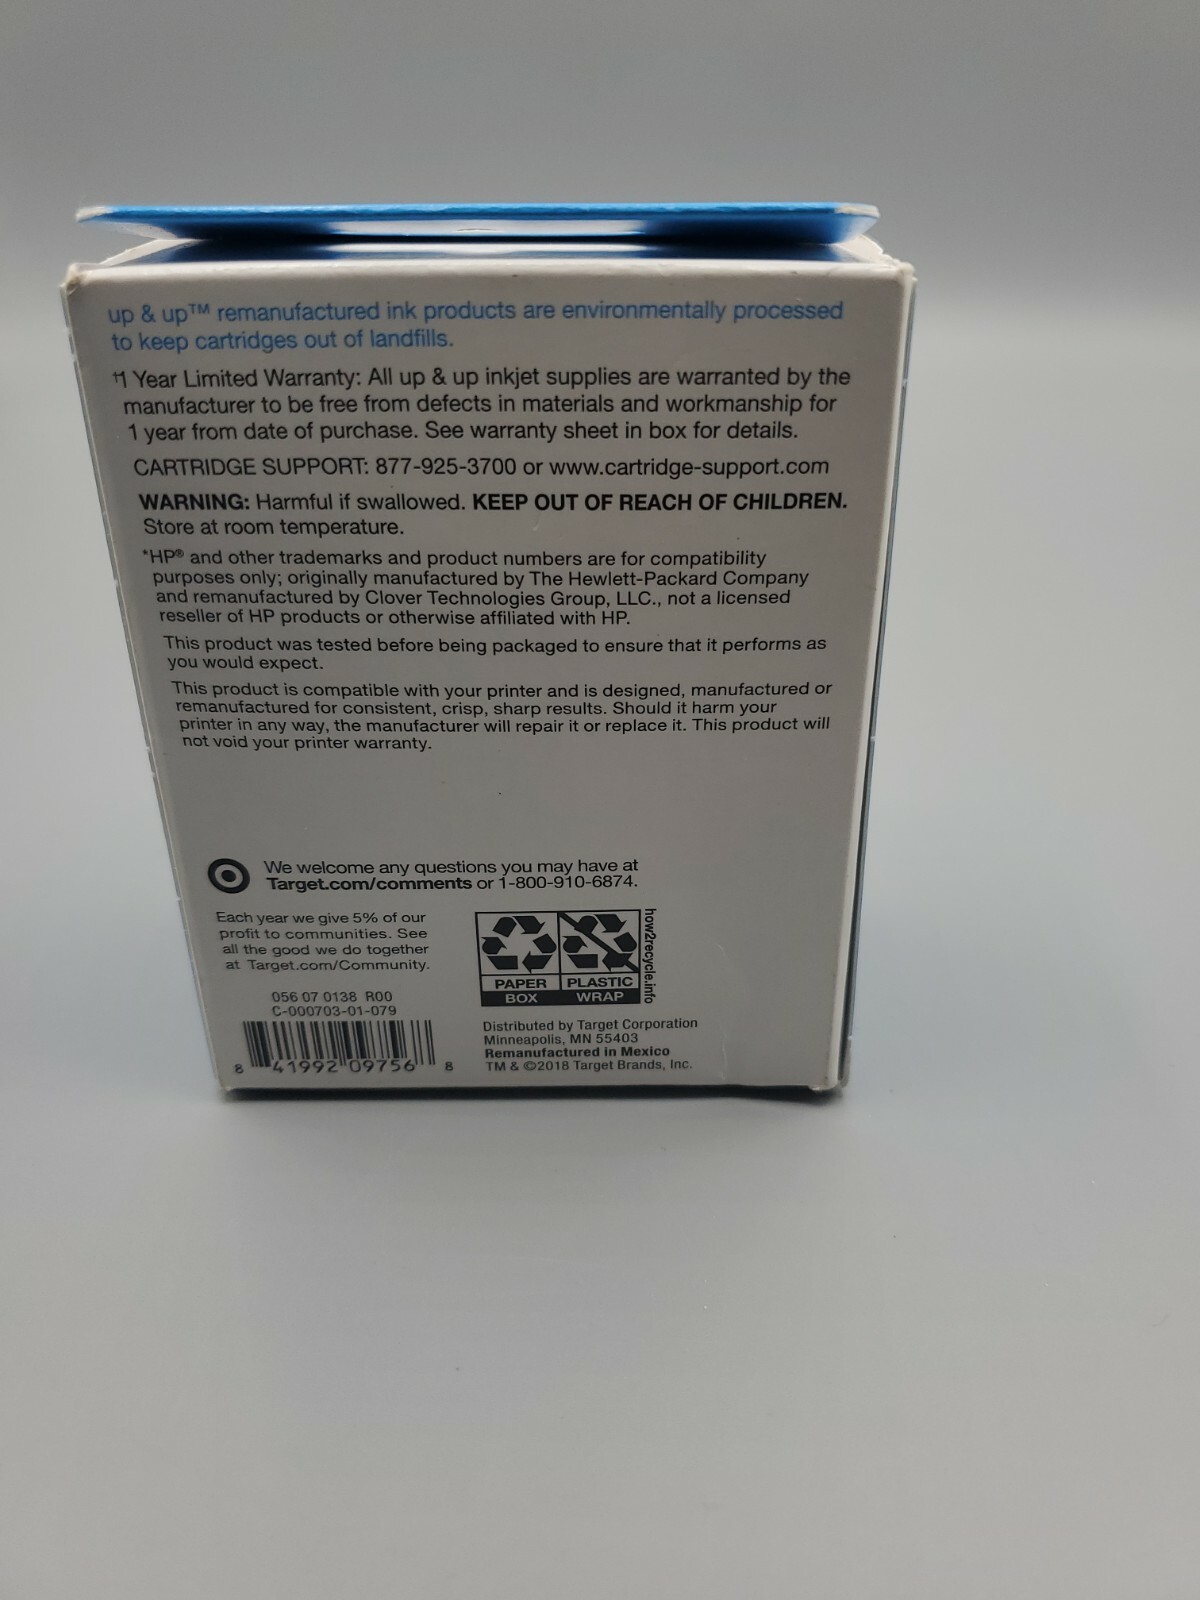 up & up™ remanufactured ink products are environmentally processed
to keep cartridges out of landfills.
†1 Year Limited Warranty: All up & up inkjet supplies are warranted by the
manufacturer to be free from defects in materials and workmanship for
1 year from date of purchase. See warranty sheet in box for details.
CARTRIDGE SUPPORT: 877-925-3700 or www.cartridge-support.com
WARNING: Harmful if swallowed. KEEP OUT OF REACH OF CHILDREN.
Store at room temperature.
*HP® and other trademarks and product numbers are for compatibility
purposes only; originally manufactured by The Hewlett-Packard Company
and remanufactured by Clover Technologies Group, LLC., not a licensed
reseller of HP products or otherwise affiliated with HP.
This product was tested before being packaged to ensure that it performs as
you would expect.
This product is compatible with your printer and is designed, manufactured or
remanufactured for consistent, crisp, sharp results. Should it harm your
printer in any way, the manufacturer will repair it or replace it. This product will
not void your printer warranty.
We welcome any questions you may have at
Target.com/comments or 1-800-910-6874.
Each year we give 5% of our
profit to communities. See
all the good we do together
at Target.com/Community.
056 07 0138 R00
C-000703-01-079
8 41992 09756 8
PAPER PLASTIC
BOX WRAP
how2recycle.info
Distributed by Target Corporation
Minneapolis, MN 55403
Remanufactured in Mexico
TM & ©2018 Target Brands, Inc.